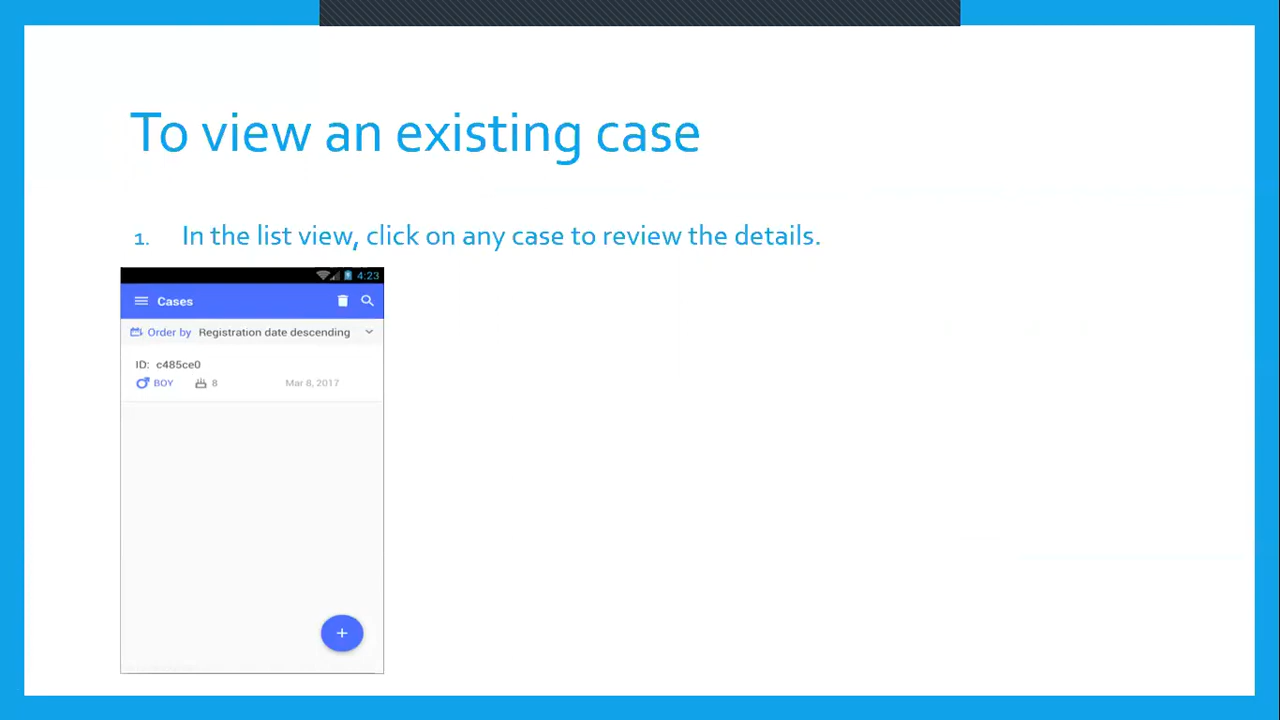 To view an existing case
1. In the list view, click on any case to review the details.
4:23
Cases
Order by Registration date descending
ID: c485ce0
BOY 8 Mar 8, 2017
+